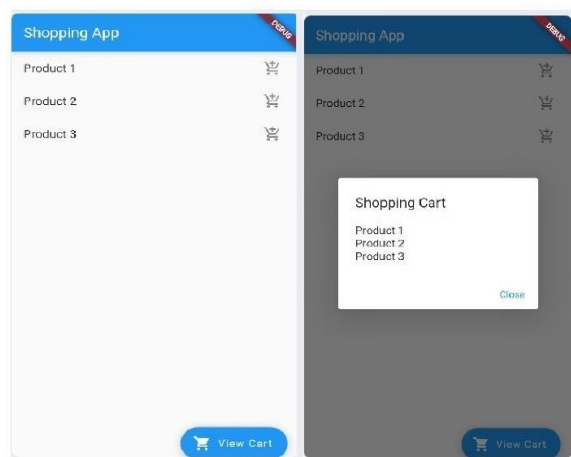 Shopping App
DEBUG
Product 1
Product 2
Product 3
View Cart
Shopping App
DEBUG
Product 1
Product 2
Product 3
Shopping Cart
Product 1
Product 2
Product 3
Close
View Cart